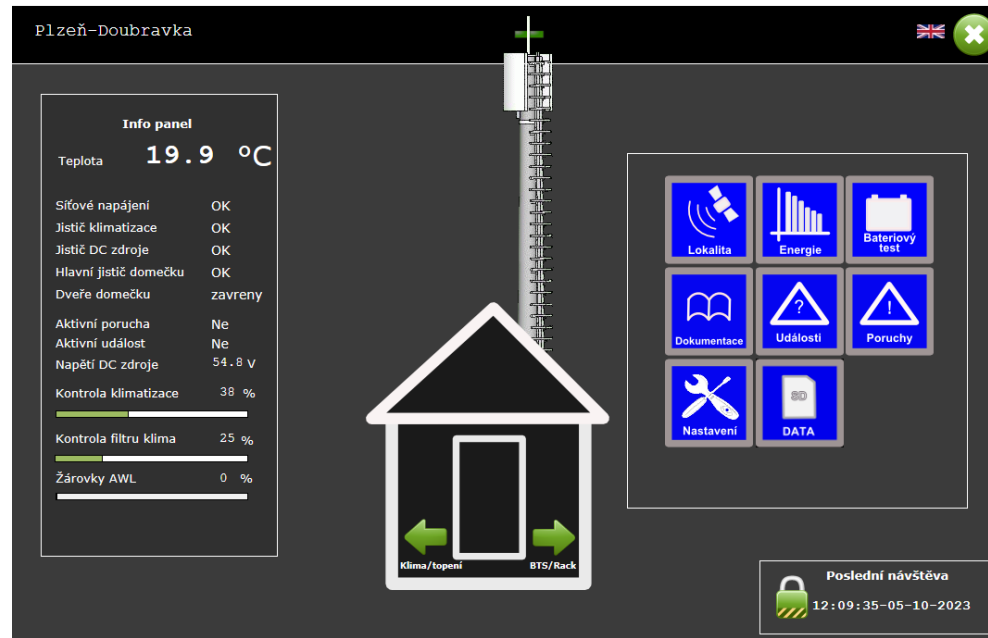 Plzeň-Doubravka
Info panel
Teplota 19.9 ºC
Síťové napájení OK
Jistič klimatizace OK
Jistič DC zdroje OK
Hlavní jistič domečku OK
Dveře domečku zavreny
Aktivní porucha Ne
Aktivní událost Ne
Napětí DC zdroje 54.8 V
Kontrola klimatizace 38 %
Kontrola filtru klima 25 %
Žárovky AWL 0 %
Klima/topení
BTS/Rack
Lokalita
Energie
Bateriový
test
Dokumentace
?
Události
!
Poruchy
Nastavení
SD
DATA
Poslední návštěva
12:09:35-05-10-2023